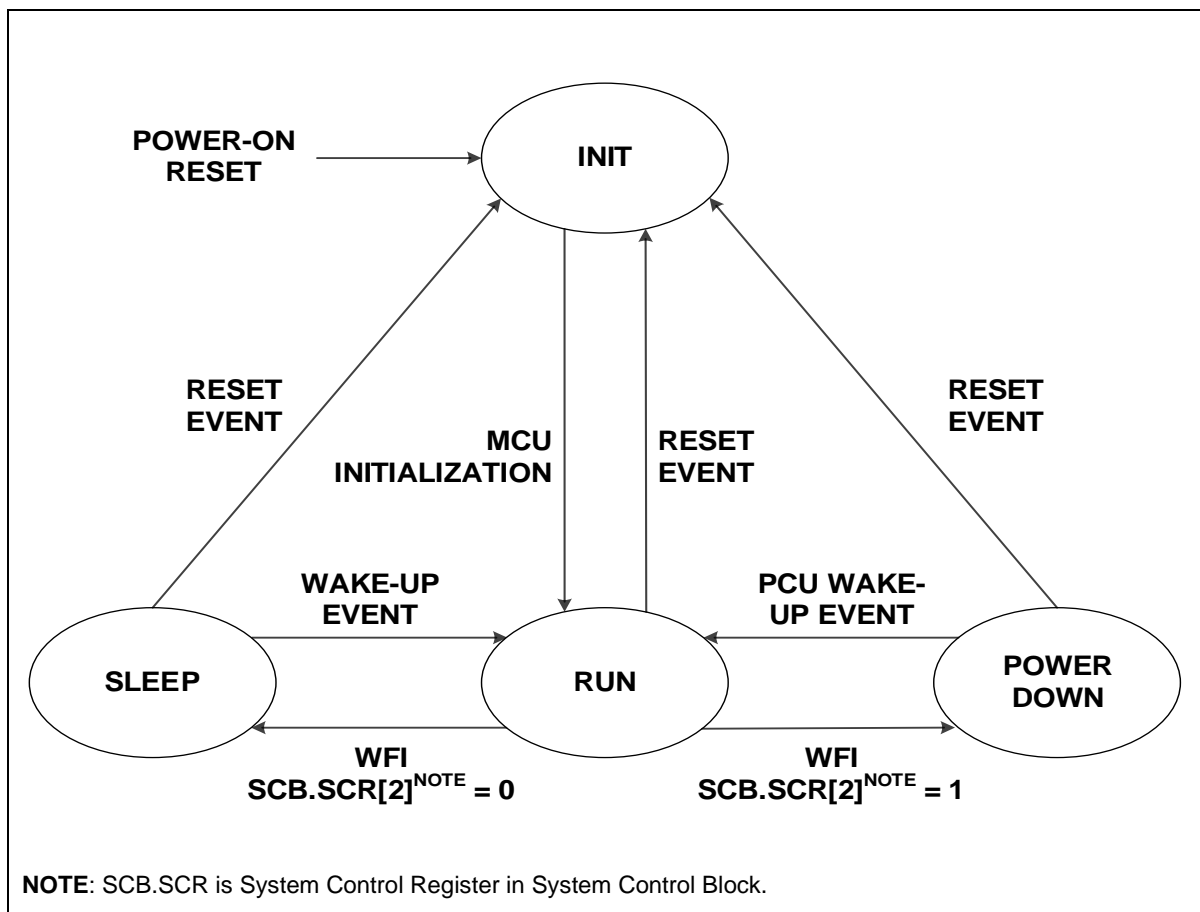 POWER-ON
RESET
INIT
RESET
EVENT
MCU
INITIALIZATION
RESET
EVENT
RESET
EVENT
WAKE-UP
EVENT
PCU WAKE-
UP EVENT
SLEEP
RUN
POWER
DOWN
WFI
SCB.SCR[2]NOTE = 0
WFI
SCB.SCR[2]NOTE = 1
NOTE: SCB.SCR is System Control Register in System Control Block.